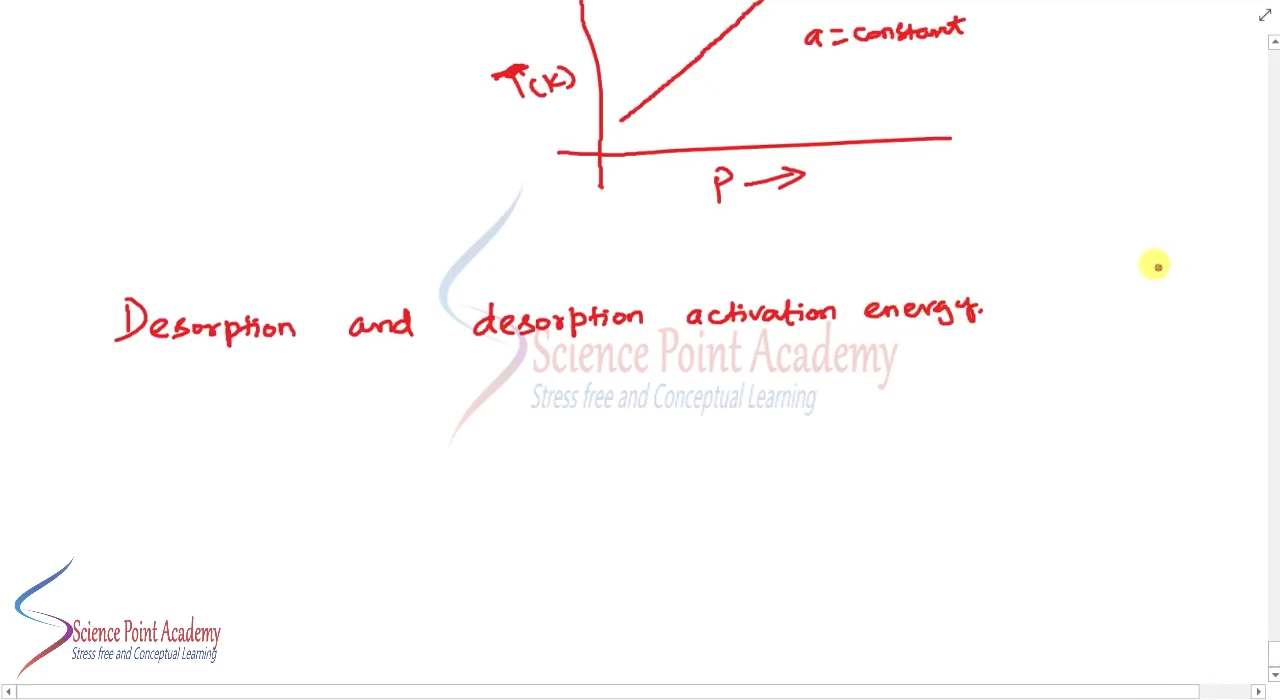 a = constant
T(K)
P →
Desorption and desorption activation energy.
Science Point Academy
Stress free and Conceptual Learning
Science Point Academy
Stress free and Conceptual Learning